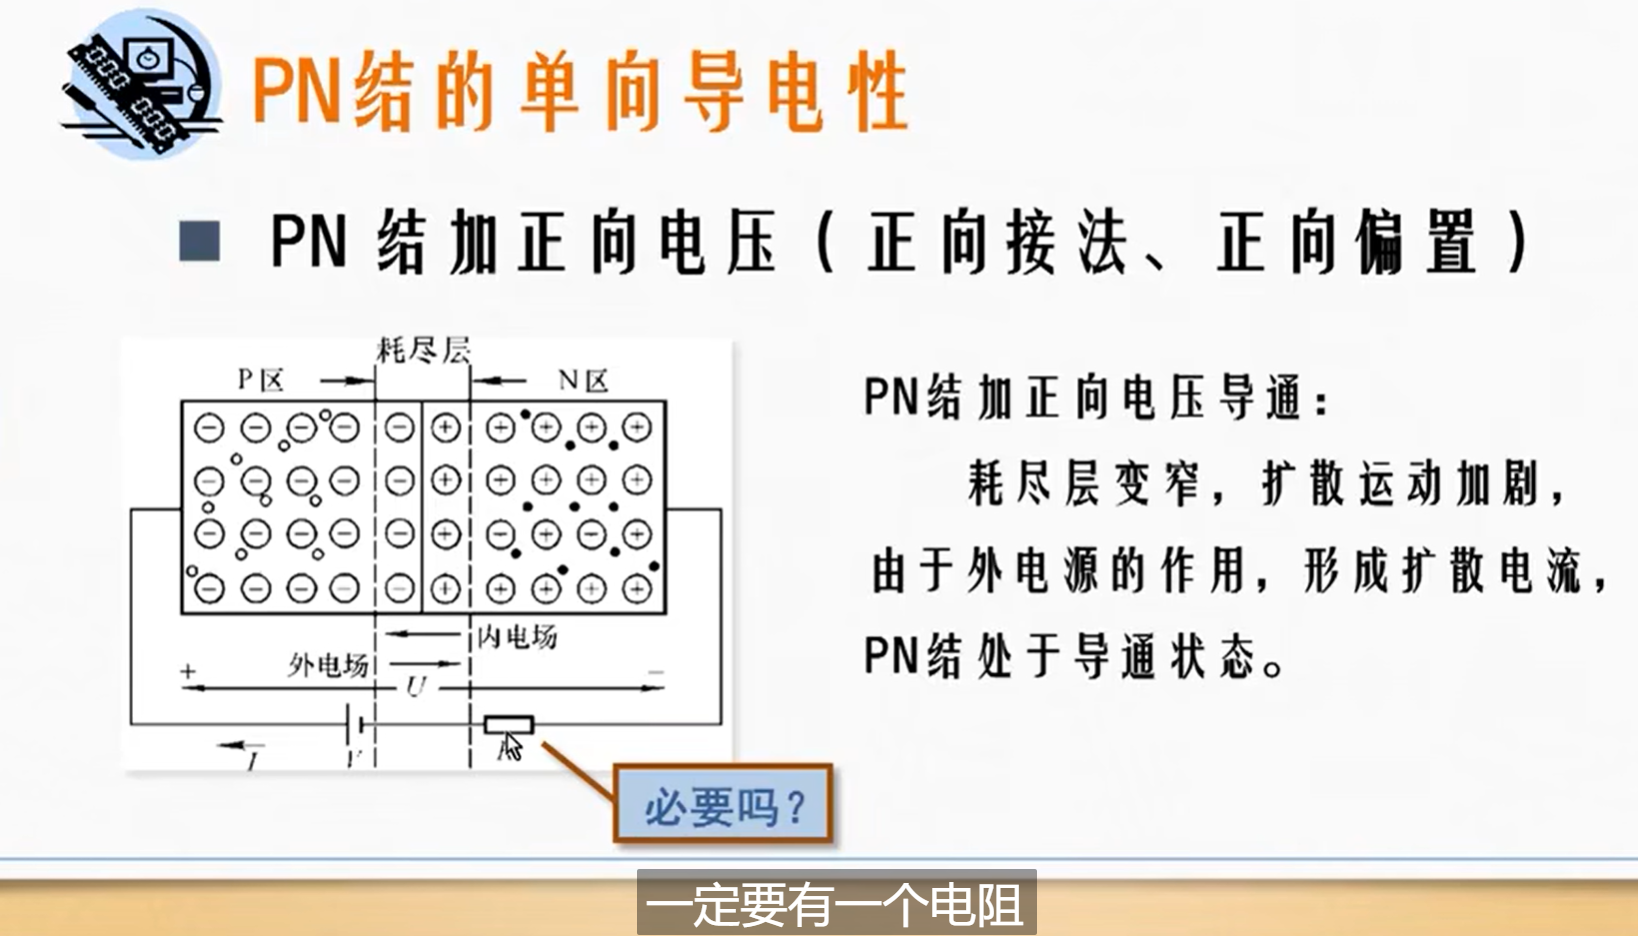 PN结的单向导电性
PN结加正向电压（正向接法、正向偏置）
耗尽层
P区
N区
内电场
外电场
+
U
−
I
V
PN结加正向电压导通：
耗尽层变窄，扩散运动加剧，
由于外电源的作用，形成扩散电流，
PN结处于导通状态。
必要吗？
一定要有一个电阻